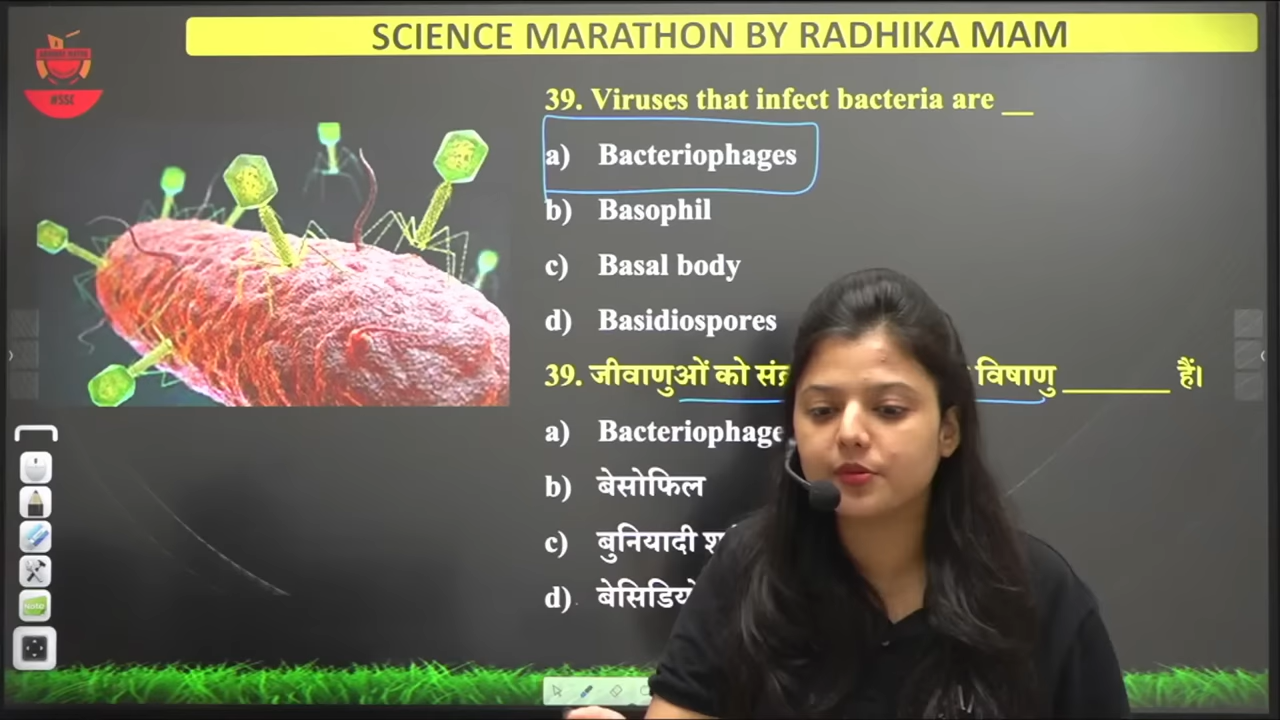 SCIENCE MARATHON BY RADHIKA MAM
#SSC
39. Viruses that infect bacteria are __
a) Bacteriophages
b) Basophil
c) Basal body
d) Basidiospores
39. जीवाणुओं को विषाणु ________ हैं।
a) Bacteriophage
b) बेसोफिल
c) बुनियादी
d)
Note